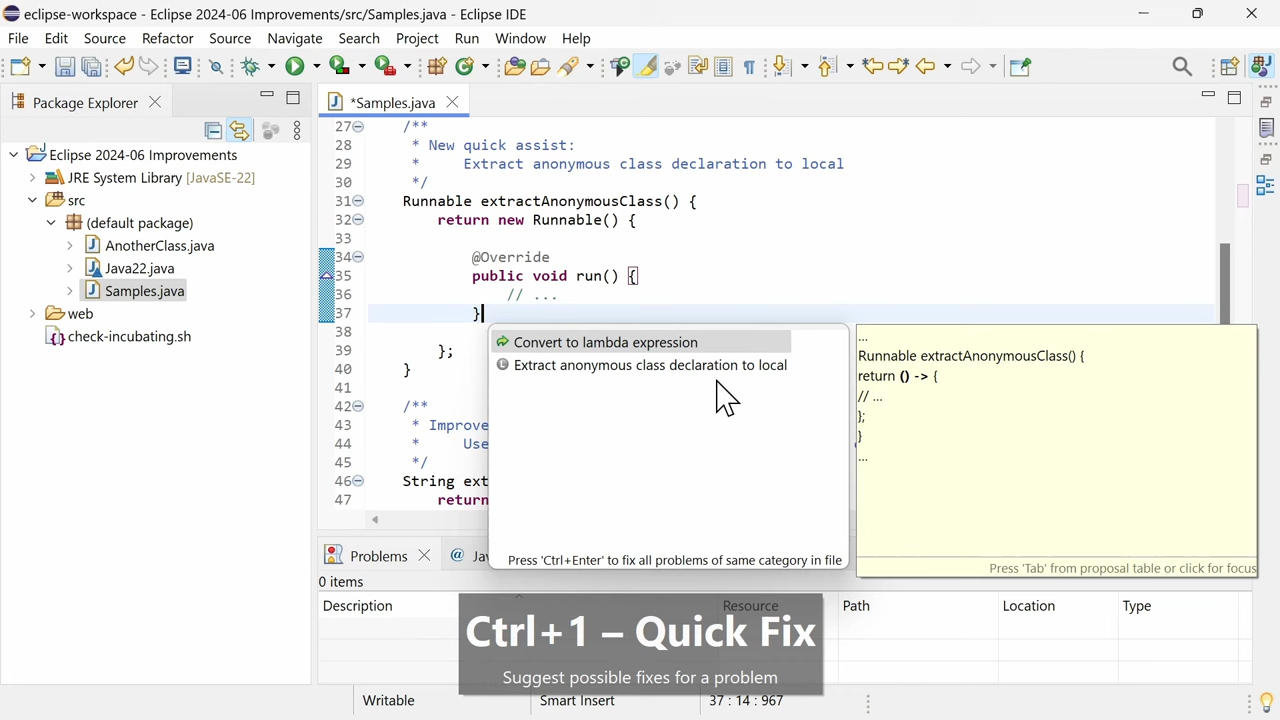 eclipse-workspace - Eclipse 2024-06 Improvements/src/Samples.java - Eclipse IDE
File Edit Source Refactor Source Navigate Search Project Run Window Help
Package Explorer
*Samples.java
Eclipse 2024-06 Improvements
JRE System Library [JavaSE-22]
src
(default package)
AnotherClass.java
Java22.java
Samples.java
web
check-incubating.sh
27 /**
28 * New quick assist:
29 * Extract anonymous class declaration to local
30 */
31 Runnable extractAnonymousClass() {
32 return new Runnable() {
33
34 @Override
35 public void run() {
36 // ...
37 }
38
39 };
40 }
41
42 /**
43 * Improve
44 * Use
45 */
46 String ext
47 return
Convert to lambda expression
Extract anonymous class declaration to local
Press 'Ctrl+Enter' to fix all problems of same category in file
...
Runnable extractAnonymousClass() {
return () -> {
// ...
};
}
...
Press 'Tab' from proposal table or click for focus
Problems @ Ja
0 items
Description Resource Path Location Type
Ctrl+1 – Quick Fix
Suggest possible fixes for a problem
Writable Smart Insert 37 : 14 : 967